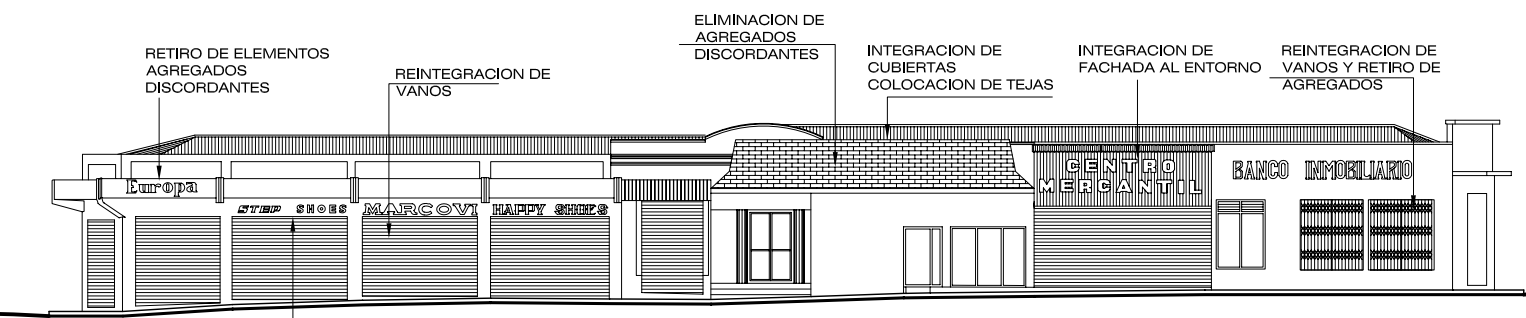 RETIRO DE ELEMENTOS
AGREGADOS
DISCORDANTES
REINTEGRACION DE
VANOS
ELIMINACION DE
AGREGADOS
DISCORDANTES
INTEGRACION DE
CUBIERTAS
COLOCACION DE TEJAS
INTEGRACION DE
FACHADA AL ENTORNO
REINTEGRACION DE
VANOS Y RETIRO DE
AGREGADOS
Europa
STEP SHOES
MARCOVI
HAPPY SHOES
CENTRO
MERCANTIL
BANCO INMOBILIARIO